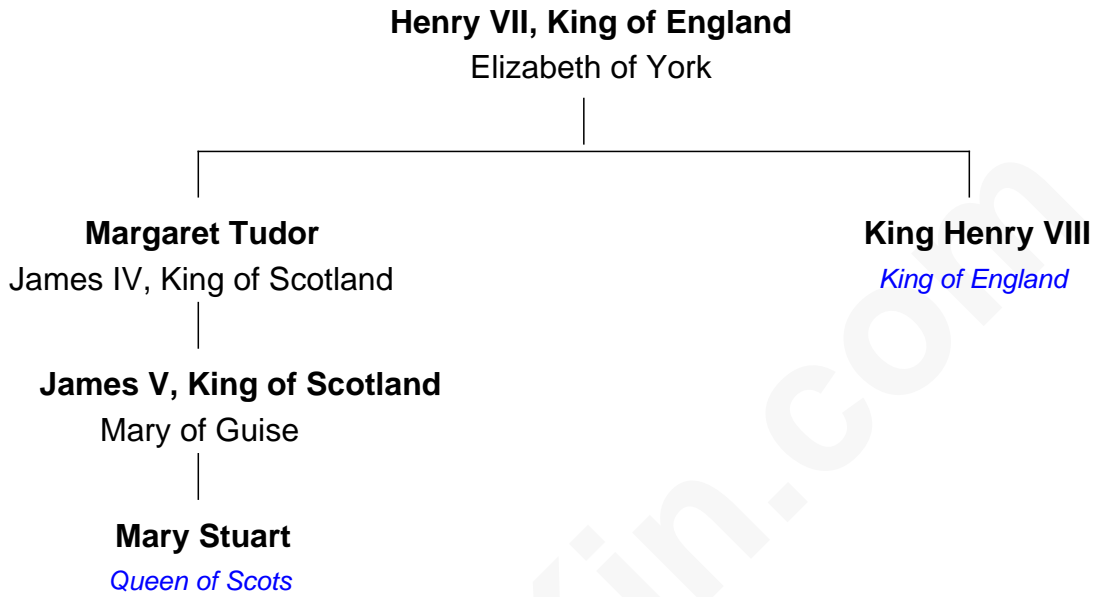 Henry VII, King of England
Elizabeth of York
Margaret Tudor
James IV, King of Scotland
King Henry VIII
King of England
James V, King of Scotland
Mary of Guise
Mary Stuart
Queen of Scots